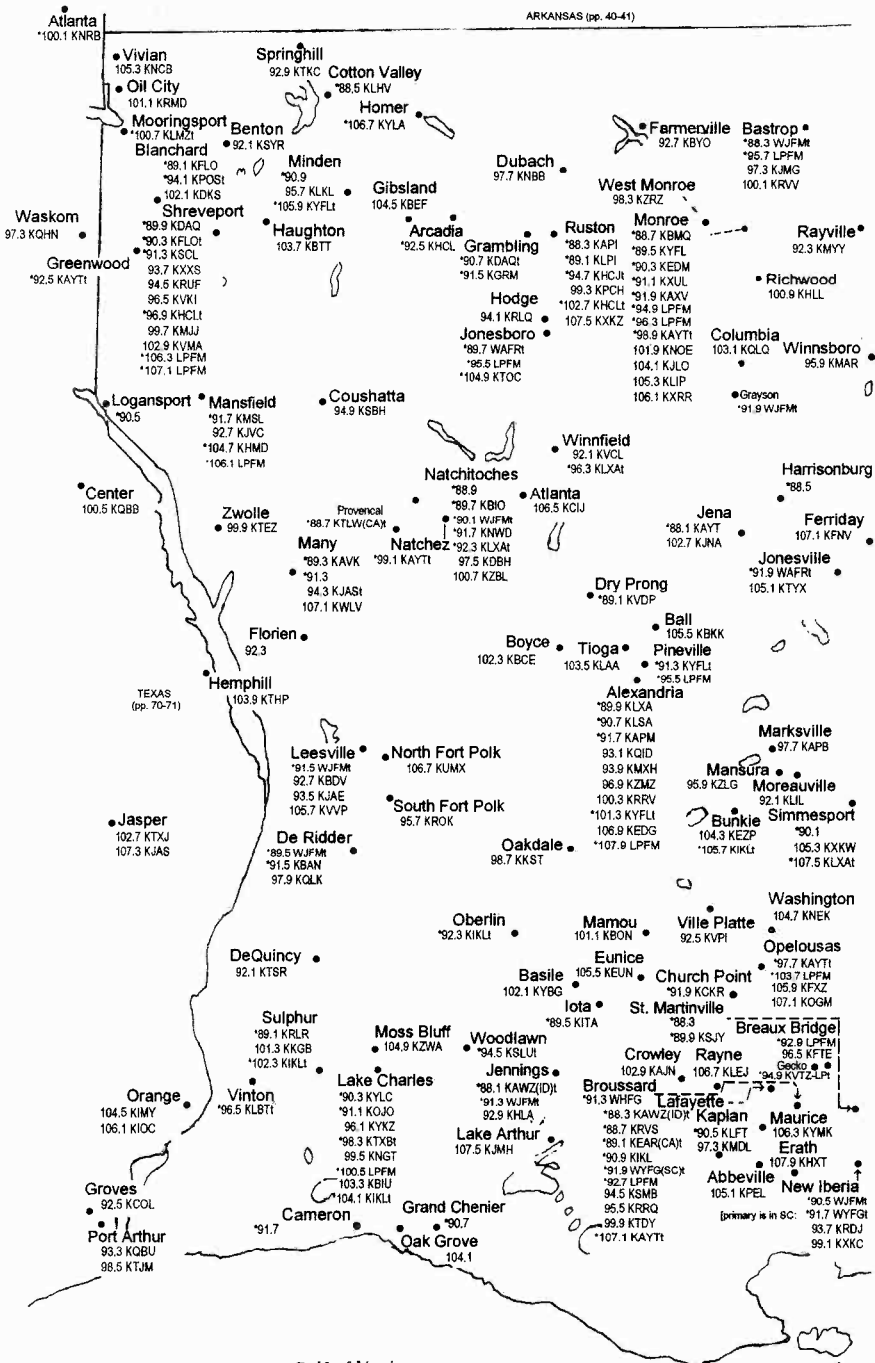 ARKANSAS (pp. 40-41)
Atlanta
*100.1 KNRB
Vivian
105.3 KNCB
Oil City
101.1 KRMD
Mooringsport
*100.7 KLMZt
Springhill
92.9 KTKC
Cotton Valley
*88.5 KLHV
Homer
*106.7 KYLA
Benton
92.1 KSYR
Blanchard
*89.1 KFLO
*94.1 KPOSt
102.1 KDKS
Minden
*90.9
95.7 KLKL
*105.9 KYFLt
Gibsland
104.5 KBEF
Dubach
97.7 KNBB
Farmerville
92.7 KBYO
Bastrop
*88.3 WJFMt
*95.7 LPFM
97.3 KJMG
100.1 KRVV
West Monroe
98.3 KZRZ
Waskom
97.3 KQHN
Greenwood
*92.5 KAYTt
Shreveport
*89.9 KDAQ
*90.3 KFLOt
*91.3 KSCL
93.7 KXXS
94.5 KRUF
96.5 KVKI
*96.9 KHCLt
99.7 KMJJ
102.9 KVMA
*106.3 LPFM
*107.1 LPFM
Haughton
103.7 KBTT
Arcadia
*92.5 KHCL
Grambling
*90.7 KDAQt
*91.5 KGRM
Ruston
*88.3 KAPI
*89.1 KLPI
*94.7 KHCJt
99.3 KPCH
*102.7 KHCLt
107.5 KXKZ
Monroe
*88.7 KBMQ
*89.5 KYFL
*90.3 KEDM
*91.1 KXUL
*91.9 KAXV
*94.9 LPFM
*96.3 LPFM
*98.9 KAYTt
101.9 KNOE
104.1 KJLO
105.3 KLIP
106.1 KXRR
Rayville
92.3 KMYY
Richwood
100.9 KHLL
Hodge
94.1 KRLQ
Jonesboro
*89.7 WAFRt
*95.5 LPFM
*104.9 KTOC
Columbia
103.1 KQLQ
Winnsboro
95.9 KMAR
Grayson
*91.9 WJFMt
Logansport
*90.5
Mansfield
*91.7 KMSL
92.7 KJVC
*104.7 KHMD
*106.1 LPFM
Coushatta
94.9 KSBH
Winnfield
92.1 KVCL
*96.3 KLXAt
Center
100.5 KQBB
Zwolle
99.9 KTEZ
Provencal
*88.7 KTLW(CA)t
Natchez
*99.1 KAYTt
Natchitoches
*88.9
*89.7 KBIO
*90.1 WJFMt
*91.7 KNWD
*92.3 KLXAt
97.5 KDBH
100.7 KZBL
Atlanta
106.5 KCIJ
Harrisonburg
*88.5
Jena
*88.1 KAYT
102.7 KJNA
Ferriday
107.1 KFNV
Jonesville
*91.9 WAFRt
105.1 KTYX
Many
*89.3 KAVK
*91.3
94.3 KJASt
107.1 KWLV
Dry Prong
*89.1 KVDP
Ball
105.5 KBKK
Florien
92.3
Boyce
102.3 KBCE
Tioga
103.5 KLAA
Pineville
*91.3 KYFLt
*95.5 LPFM
TEXAS
(pp. 70-71)
Hemphill
103.9 KTHP
Alexandria
*89.9 KLXA
*90.7 KLSA
*91.7 KAPM
93.1 KQID
93.9 KMXH
96.9 KZMZ
100.3 KRRV
*101.3 KYFLt
106.9 KEDG
*107.9 LPFM
Leesville
*91.5 WJFMt
92.7 KBDV
93.5 KJAE
105.7 KVVP
North Fort Polk
106.7 KUMX
South Fort Polk
95.7 KROK
Marksville
97.7 KAPB
Mansura
95.9 KZLG
Moreauville
92.1 KLIL
Bunkie
104.3 KEZP
*105.7 KIKLt
Simmesport
*90.1
105.3 KXKW
*107.5 KLXAt
Jasper
102.7 KTXJ
107.3 KJAS
De Ridder
*89.5 WJFMt
*91.5 KBAN
97.9 KQLK
Oakdale
98.7 KKST
Washington
104.7 KNEK
Oberlin
*92.3 KIKLt
Mamou
101.1 KBON
Ville Platte
92.5 KVPI
Opelousas
*97.7 KAYTt
*103.7 LPFM
105.9 KFXZ
107.1 KOGM
DeQuincy
92.1 KTSR
Eunice
105.5 KEUN
Basile
102.1 KYBG
Church Point
*91.9 KCKR
Iota
*89.5 KITA
St. Martinville
*88.3
*89.9 KSJY
Breaux Bridge
*92.9 LPFM
96.5 KFTE
Gecko
*94.9 KVTZ-LPt
Sulphur
*89.1 KRLR
101.3 KKGB
*102.3 KIKLt
Moss Bluff
104.9 KZWA
Woodlawn
*94.5 KSLUt
Crowley
102.9 KAJN
Rayne
106.7 KLEJ
Jennings
*88.1 KAWZ(ID)t
*91.3 WJFMt
92.9 KHLA
Broussard
*91.3 WHFG
Lafayette
*88.3 KAWZ(ID)t
*88.7 KRVS
*89.1 KEAR(CA)t
*90.9 KIKL
*91.9 WYFG(SC)t
*92.7 LPFM
94.5 KSMB
95.5 KRRQ
99.9 KTDY
*107.1 KAYTt
Orange
104.5 KIMY
106.1 KIOC
Vinton
*96.5 KLBTt
Lake Charles
*90.3 KYLC
*91.1 KOJO
96.1 KYKZ
*98.3 KTXBt
99.5 KNGT
*100.5 LPFM
103.3 KBIU
*104.1 KIKLt
Lake Arthur
107.5 KJMH
Kaplan
*90.5 KLFT
97.3 KMDL
Maurice
106.3 KYMK
Erath
107.9 KHXT
Abbeville
105.1 KPEL
New Iberia
*90.5 WJFMt
[primary is in SC: *91.7 WYFGt
93.7 KRDJ
99.1 KXKC
Groves
92.5 KCOL
Port Arthur
93.3 KQBU
98.5 KTJM
Cameron
*91.7
Grand Chenier
*90.7
Oak Grove
104.1